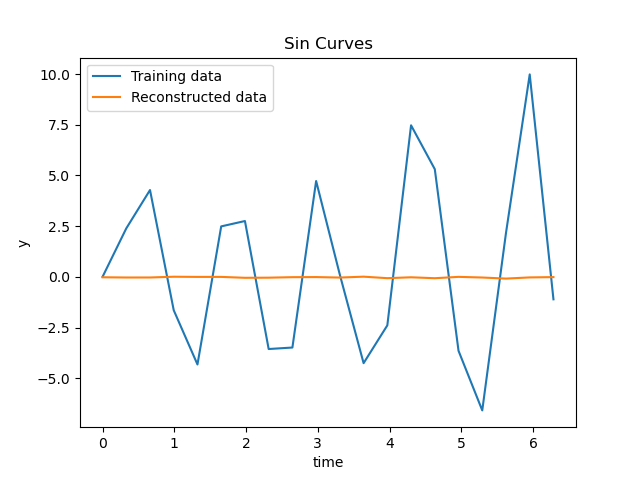 Sin Curves
Training data
Reconstructed data
10.0
7.5
5.0
2.5
0.0
−2.5
−5.0
y
0 1 2 3 4 5 6
time